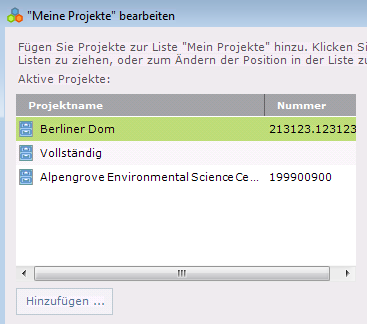 "Meine Projekte" bearbeiten
Fügen Sie Projekte zur Liste "Mein Projekte" hinzu. Klicken Si
Listen zu ziehen, oder zum Ändern der Position in der Liste zu
Aktive Projekte:
Projektname Nummer
Berliner Dom 213123.123123
Vollständig
Alpengrove Environmental Science Ce... 199900900
Hinzufügen ...